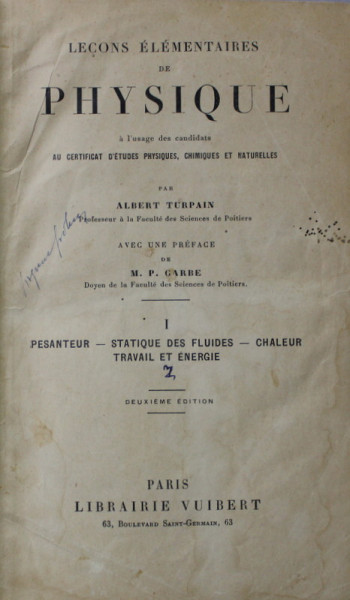 LEÇONS ÉLÉMENTAIRES
DE
PHYSIQUE
à l'usage des candidats
AU CERTIFICAT D'ÉTUDES PHYSIQUES, CHIMIQUES ET NATURELLES
PAR
ALBERT TURPAIN
Professeur à la Faculté des Sciences de Poitiers
AVEC UNE PRÉFACE
DE
M. P. GARBE
Doyen de la Faculté des Sciences de Poitiers.
I
PESANTEUR — STATIQUE DES FLUIDES — CHALEUR
TRAVAIL ET ÉNERGIE
DEUXIÈME ÉDITION
PARIS
LIBRAIRIE VUIBERT
63, BOULEVARD SAINT-GERMAIN, 63